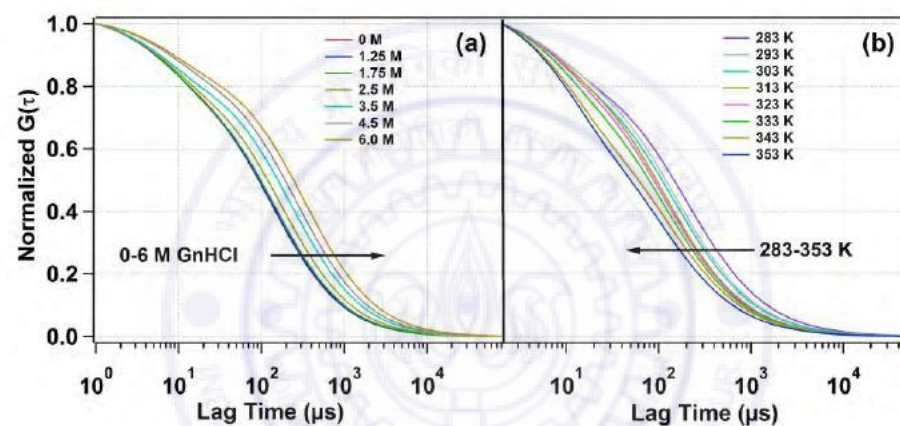 Normalized G(τ)
1.0
0.8
0.6
0.4
0.2
0.0
(a)
0 M
1.25 M
1.75 M
2.5 M
3.5 M
4.5 M
6.0 M
0-6 M GnHCl
10⁰ 10¹ 10² 10³ 10⁴
Lag Time (µs)
(b)
283 K
293 K
303 K
313 K
323 K
333 K
343 K
353 K
283-353 K
10¹ 10² 10³ 10⁴
Lag Time (µs)